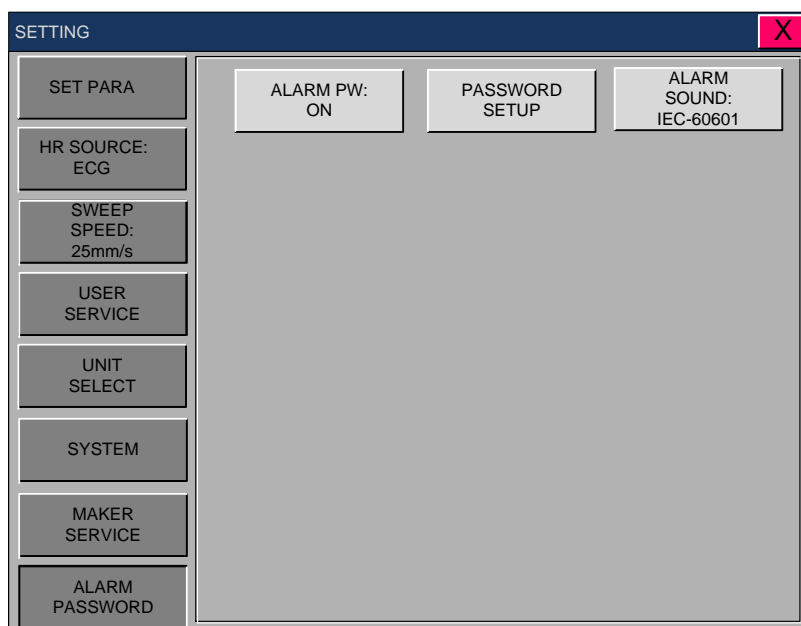 SETTING
X
SET PARA
HR SOURCE:
ECG
SWEEP
SPEED:
25mm/s
USER
SERVICE
UNIT
SELECT
SYSTEM
MAKER
SERVICE
ALARM
PASSWORD
ALARM PW:
ON
PASSWORD
SETUP
ALARM
SOUND:
IEC-60601